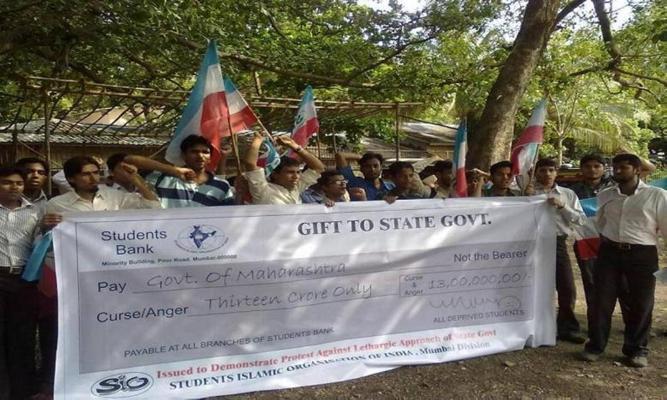 GIFT TO STATE GOVT.
Students Bank
Minority Building, Poor Road, Mumbai-000000
Not the Bearer
Pay Govt. Of Maharashtra
Curse/Anger Thirteen Crore Only
Curse & Anger 13,00,000,00/-
ALL DEPRIVED STUDENTS
PAYABLE AT ALL BRANCHES OF STUDENTS BANK
Issued to Demonstrate Protest Against Lethargic Approach of State Govt
SIO STUDENTS ISLAMIC ORGANISATION OF INDIA, Mumbai Division